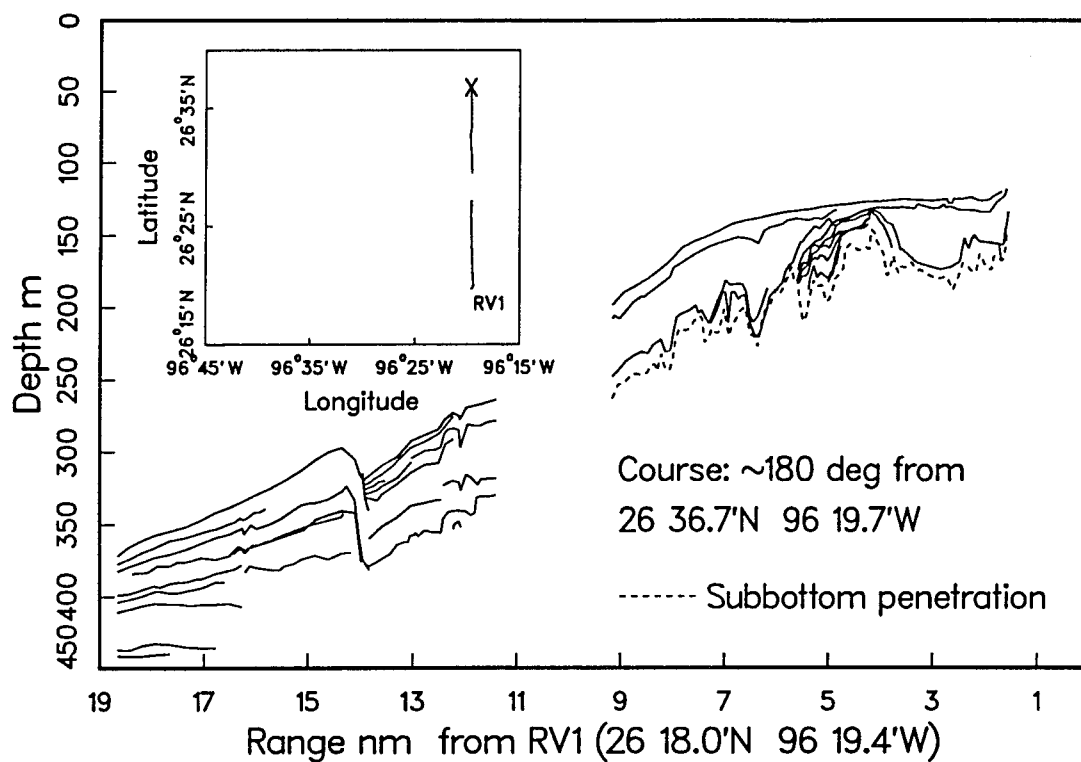 0
50
100
150
200
250
300
350
400
450
Depth m
26°35'N
26°25'N
26°15'N
Latitude
X
RV1
96°45'W 96°35'W 96°25'W 96°15'W
Longitude
Course: ~180 deg from
26 36.7'N 96 19.7'W
Subbottom penetration
19 17 15 13 11 9 7 5 3 1
Range nm from RV1 (26 18.0'N 96 19.4'W)